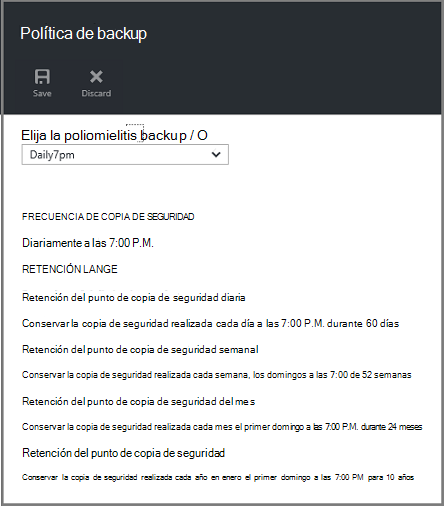 Política de backup
Save Discard
Elija la poliomielitis backup / O
Daily7pm
FRECUENCIA DE COPIA DE SEGURIDAD
Diariamente a las 7:00 P.M.
RETENCIÓN LANGE
Retención del punto de copia de seguridad diaria
Conservar la copia de seguridad realizada cada día a las 7:00 P.M. durante 60 días
Retención del punto de copia de seguridad semanal
Conservar la copia de seguridad realizada cada semana, los domingos a las 7:00 de 52 semanas
Retención del punto de copia de seguridad del mes
Conservar la copia de seguridad realizada cada mes el primer domingo a las 7:00 P.M. durante 24 meses
Retención del punto de copia de seguridad
Conservar la copia de seguridad realizada cada año en enero el primer domingo a las 7:00 PM para 10 años